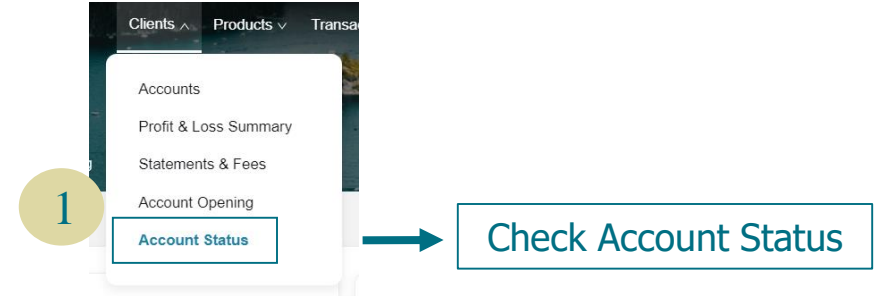 Clients Products Transa
Accounts
Profit & Loss Summary
Statements & Fees
Account Opening
1
Account Status
Check Account Status